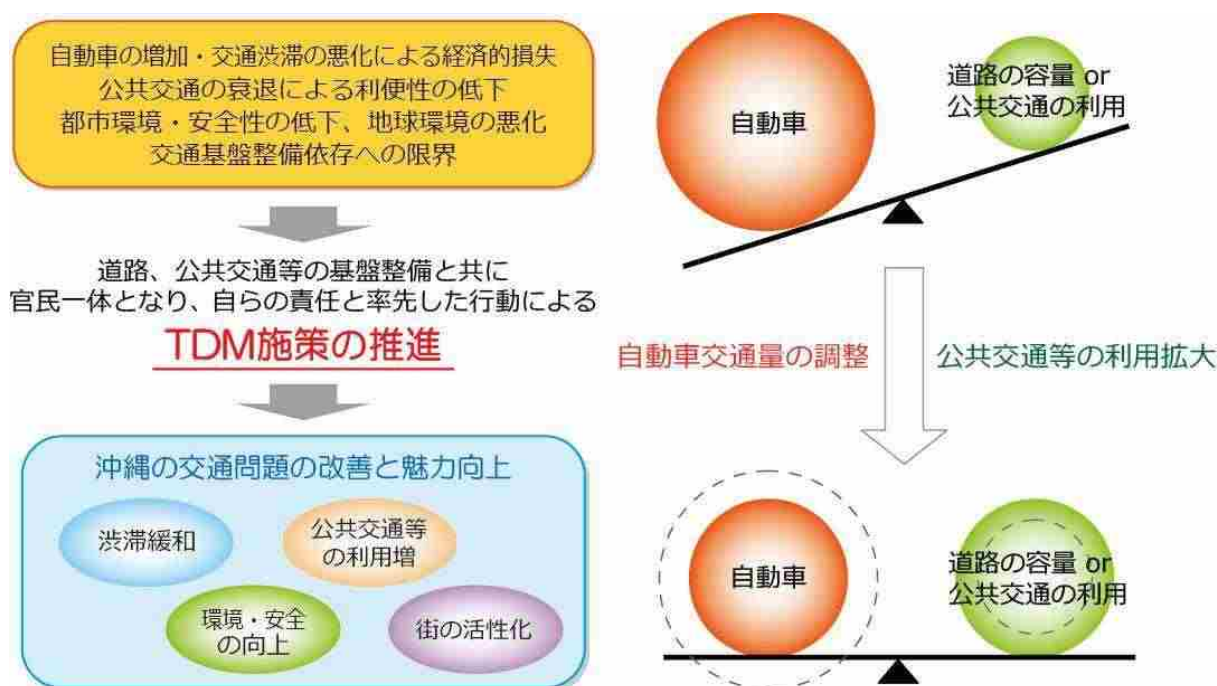 自動車の増加・交通渋滞の悪化による経済的損失
公共交通の衰退による利便性の低下
都市環境・安全性の低下、地球環境の悪化
交通基盤整備依存への限界
道路、公共交通等の基盤整備と共に
官民一体となり、自らの責任と率先した行動による
TDM施策の推進
沖縄の交通問題の改善と魅力向上
渋滞緩和
公共交通等
の利用増
環境・安全
の向上
街の活性化
自動車
道路の容量 or
公共交通の利用
自動車交通量の調整
公共交通等の利用拡大
自動車
道路の容量 or
公共交通の利用